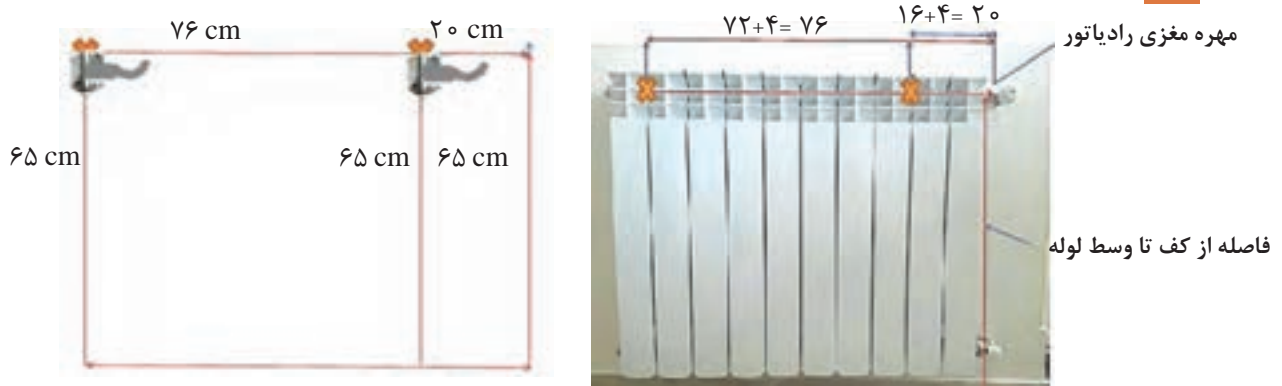 ۷۶ cm
۲۰ cm
۶۵ cm
۶۵ cm
۶۵ cm
۷۲+۴= ۷۶
۱۶+۴= ۲۰
مهره مغزی رادیاتور
فاصله از کف تا وسط لوله